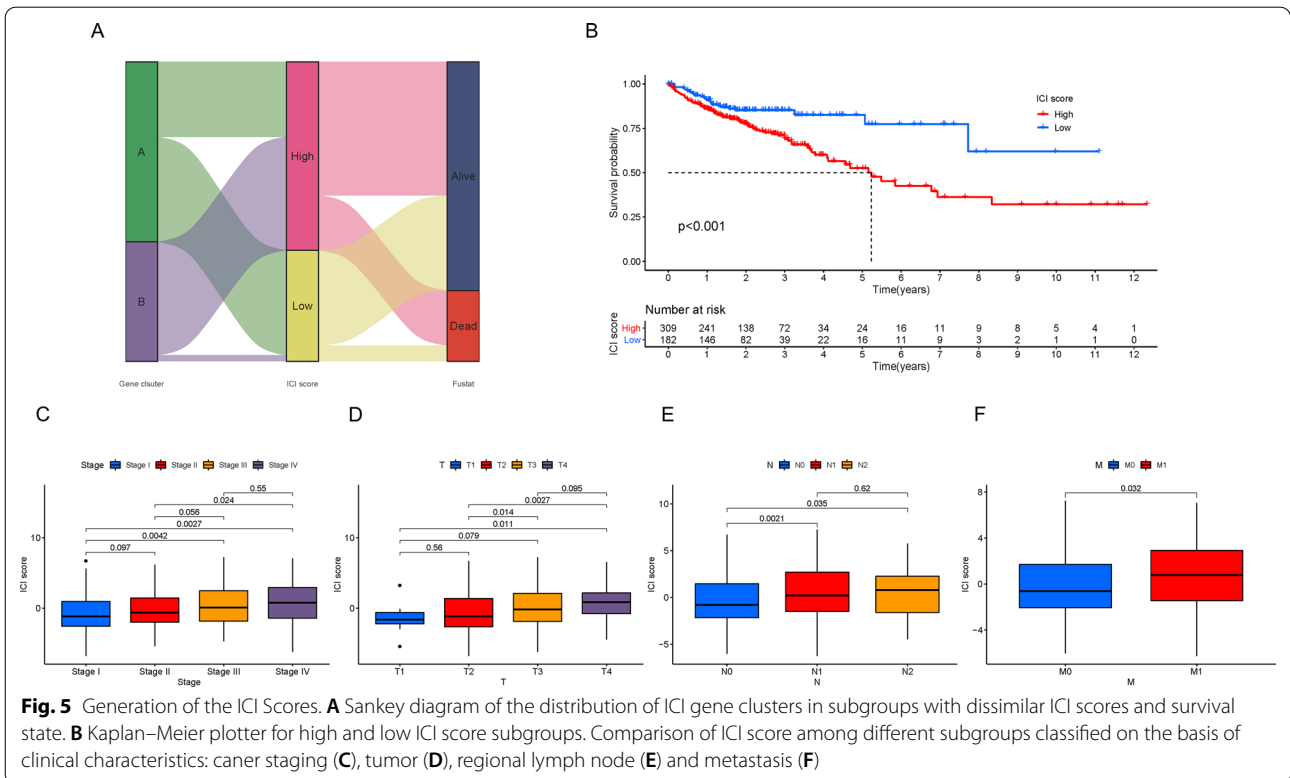 A
A
B
High
Low
Alive
Dead
Gene clsuter
ICI score
Fustat
B
ICI score
High
Low
Survival probability
1.00
0.75
0.50
0.25
0.00
p<0.001
0 1 2 3 4 5 6 7 8 9 10 11 12
Time(years)
Number at risk
ICI score
High 309 241 138 72 34 24 16 11 9 8 5 4 1
Low 182 146 82 39 22 16 11 9 3 2 1 1 0
0 1 2 3 4 5 6 7 8 9 10 11 12
Time(years)
C
Stage Stage I Stage II Stage III Stage IV
ICI score
10
0
0.55
0.024
0.056
0.0027
0.0042
0.097
Stage I Stage II Stage III Stage IV
Stage
D
T T1 T2 T3 T4
ICI score
10
0
0.095
0.0027
0.014
0.011
0.079
0.56
T1 T2 T3 T4
T
E
N N0 N1 N2
ICI score
10
5
0
−5
0.62
0.035
0.0021
N0 N1 N2
N
F
M M0 M1
ICI score
8
4
0
−4
0.032
M0 M1
M
Fig. 5 Generation of the ICI Scores. A Sankey diagram of the distribution of ICI gene clusters in subgroups with dissimilar ICI scores and survival
state. B Kaplan–Meier plotter for high and low ICI score subgroups. Comparison of ICI score among different subgroups classified on the basis of
clinical characteristics: caner staging (C), tumor (D), regional lymph node (E) and metastasis (F)